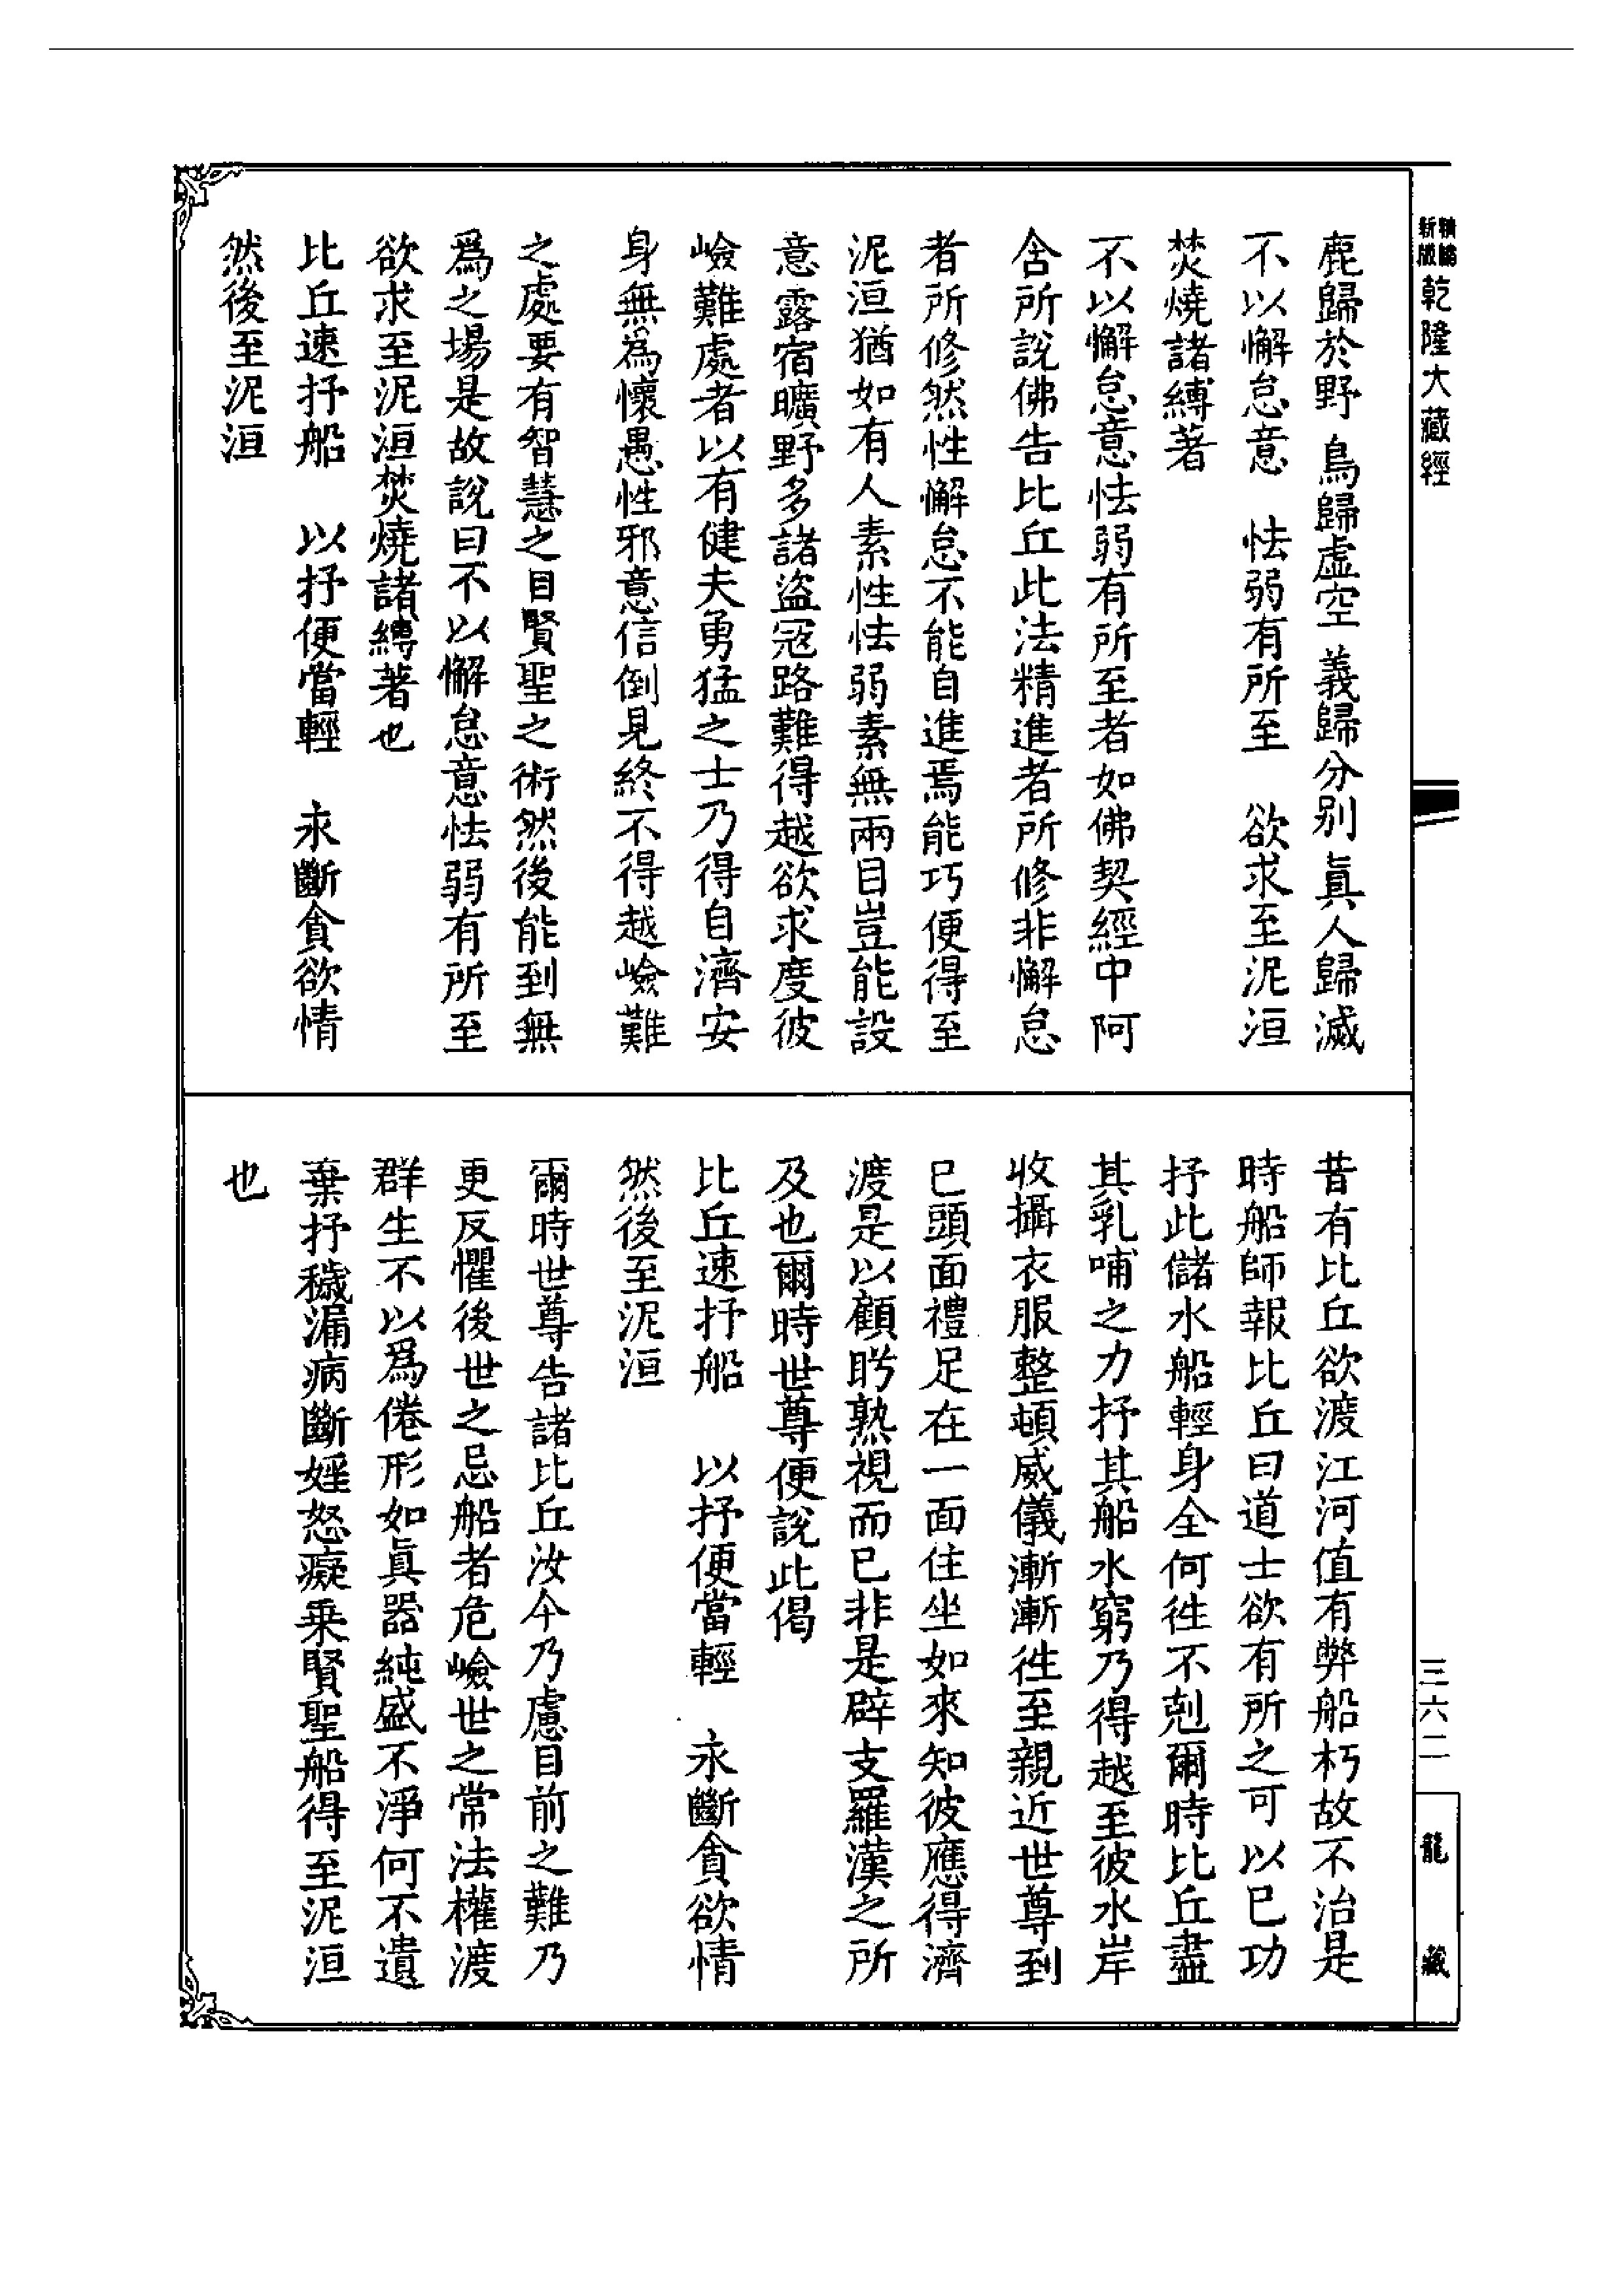 新版
乾隆大藏經
三六二
龍藏
鹿歸於野 鳥歸虛空 義歸分別 真人歸滅
不以懈怠意 怯弱有所至 欲求至泥洹
焚燒諸縛著
不以懈怠意怯弱有所至者如佛契經中阿
含所說佛告比丘此法精進者所修非懈怠
者所修然性懈怠不能自進焉能巧便得至
泥洹猶如有人素性怯弱素無兩目豈能設
意露宿曠野多諸盜寇路難得越欲求度彼
嶮難處者以有健夫勇猛之士乃得自濟安
身無為懷愚性邪意信倒見終不得越嶮難
之處要有智慧之目賢聖之術然後能到無
為之場是故說曰不以懈怠意怯弱有所至
欲求至泥洹焚燒諸縛著也
比丘速抒船 以抒便當輕 永斷貪欲情
然後至泥洹
昔有比丘欲渡江河值有弊船朽故不治是
時船師報比丘曰道士欲有所之可以已功
抒此儲水船輕身全何往不剋爾時比丘盡
其乳哺之力抒其船水窮乃得越至彼水岸
收攝衣服整頓威儀漸漸往至親近世尊到
已頭面禮足在一面住坐如來知彼應得濟
渡是以顧眄熟視而已非是辟支羅漢之所
及也爾時世尊便說此偈
比丘速抒船 以抒便當輕 永斷貪欲情
然後至泥洹
爾時世尊告諸比丘汝今乃慮目前之難乃
更反懼後世之忌船者危嶮世之常法權渡
群生不以為倦形如真器純盛不淨何不遺
棄抒穢漏病斷婬怒癡乘賢聖船得至泥洹
也